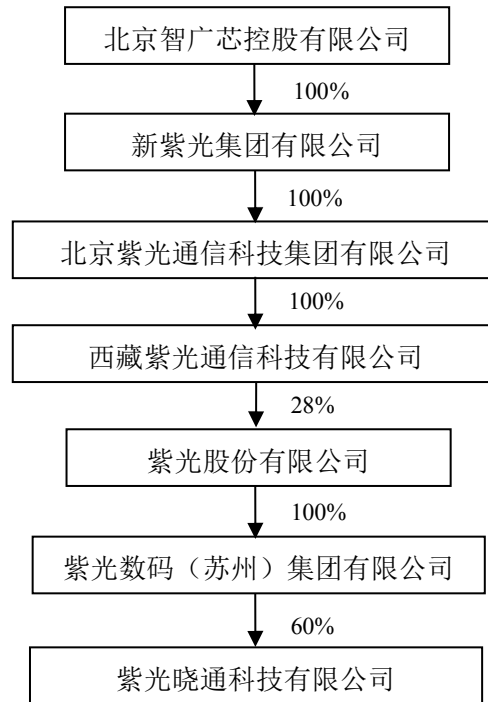 北京智广芯控股有限公司
100%
新紫光集团有限公司
100%
北京紫光通信科技集团有限公司
100%
西藏紫光通信科技有限公司
28%
紫光股份有限公司
100%
紫光数码（苏州）集团有限公司
60%
紫光晓通科技有限公司